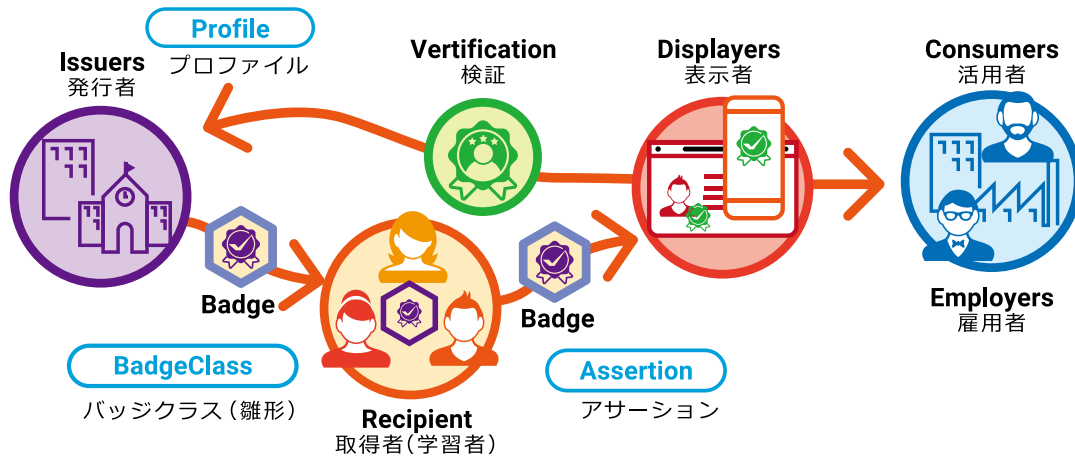 Profile
プロファイル
Issuers
発行者
Vertification
検証
Displayers
表示者
Consumers
活用者
Badge
Badge
Employers
雇用者
BadgeClass
バッジクラス(雛形)
Assertion
アサーション
Recipient
取得者(学習者)